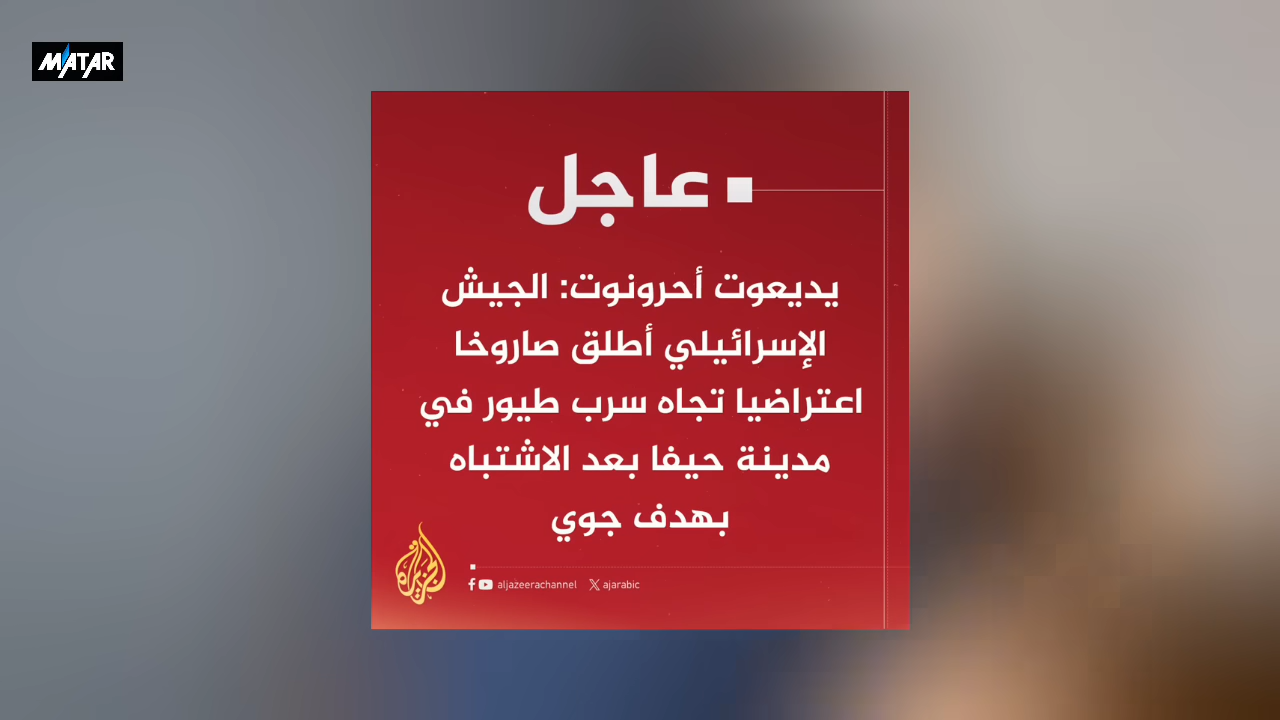 MATAR
عاجل
يديعوت أحرونوت: الجيش
الإسرائيلي أطلق صاروخا
اعتراضيا تجاه سرب طيور في
مدينة حيفا بعد الاشتباه
بهدف جوي
الجزيرة
aljazeerachannel ajarabic